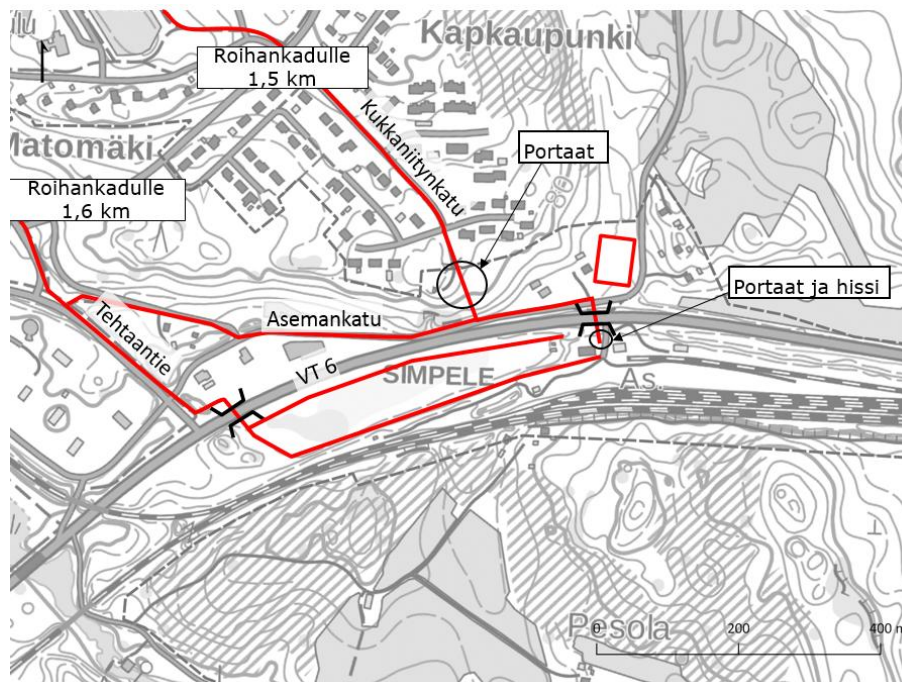 Kapkaupunki
Roihankadulle
1,5 km
Kukkaniitynkatu
Portaat
Matomäki
Roihankadulle
1,6 km
80
Portaat ja hissi
Tehtaantie
Asemankatu
VT 6
SIMPELE
As.
Pesola
0 200 400 m